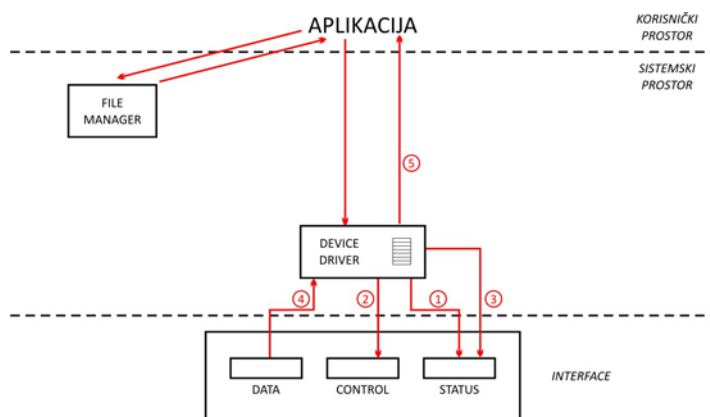 APLIKACIJA
KORISNIČKI
PROSTOR
SISTEMSKI
PROSTOR
FILE
MANAGER
5
DEVICE
DRIVER
4
2
1
3
DATA
CONTROL
STATUS
INTERFACE